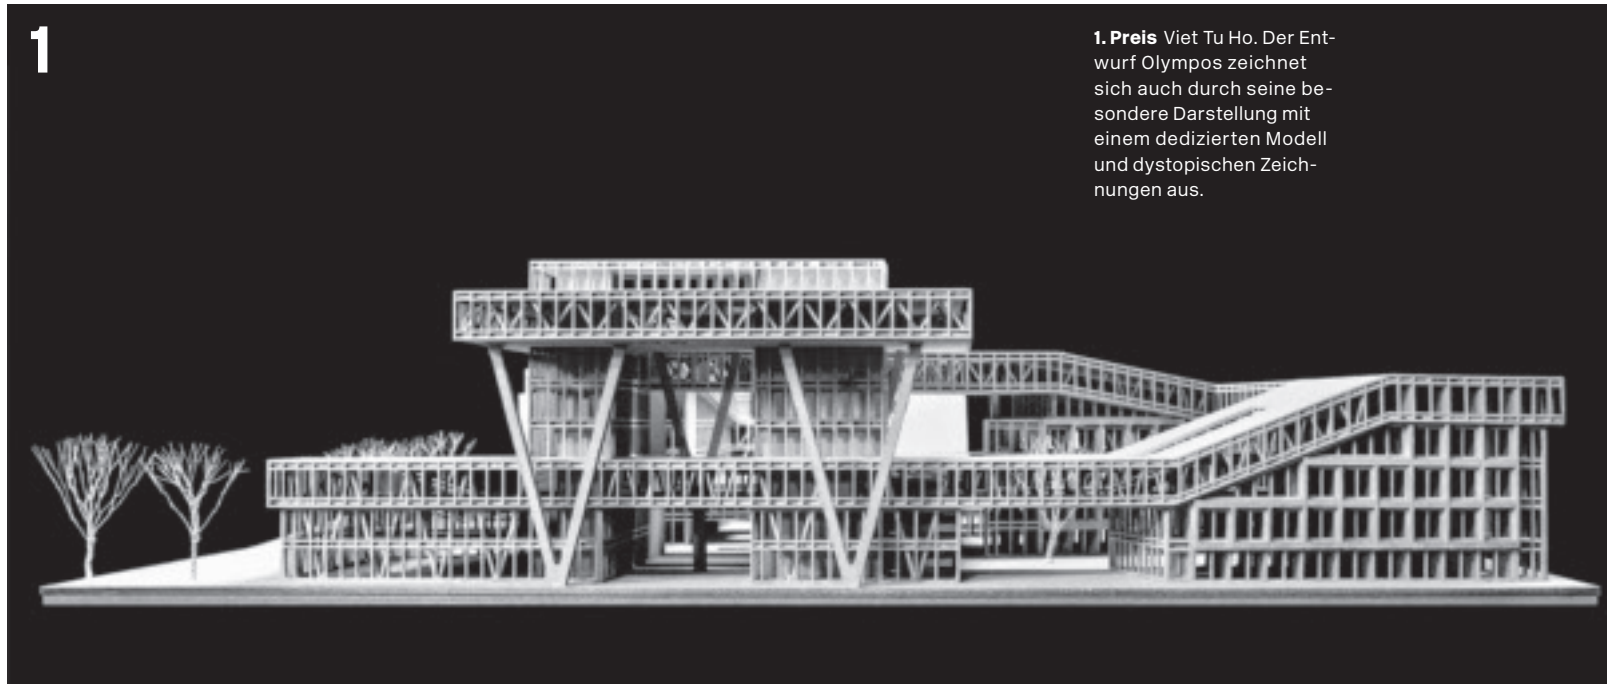 1
1. Preis Viet Tu Ho. Der Ent-
wurf Olympos zeichnet
sich auch durch seine be-
sondere Darstellung mit
einem dedizierten Modell
und dystopischen Zeich-
nungen aus.